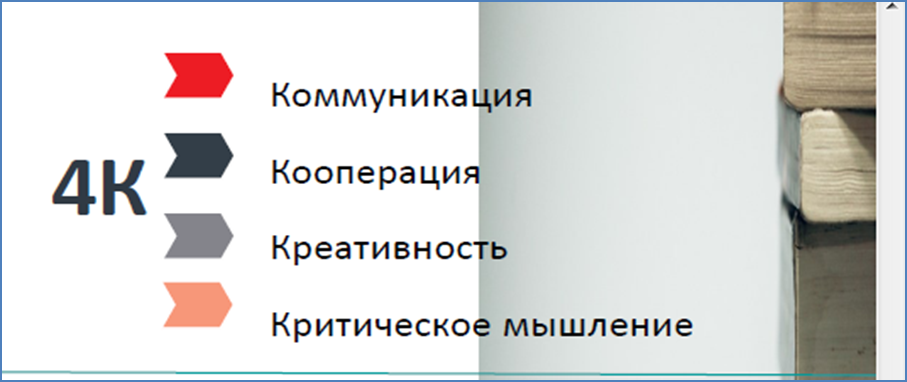 4К
Коммуникация
Кооперация
Креативность
Критическое мышление